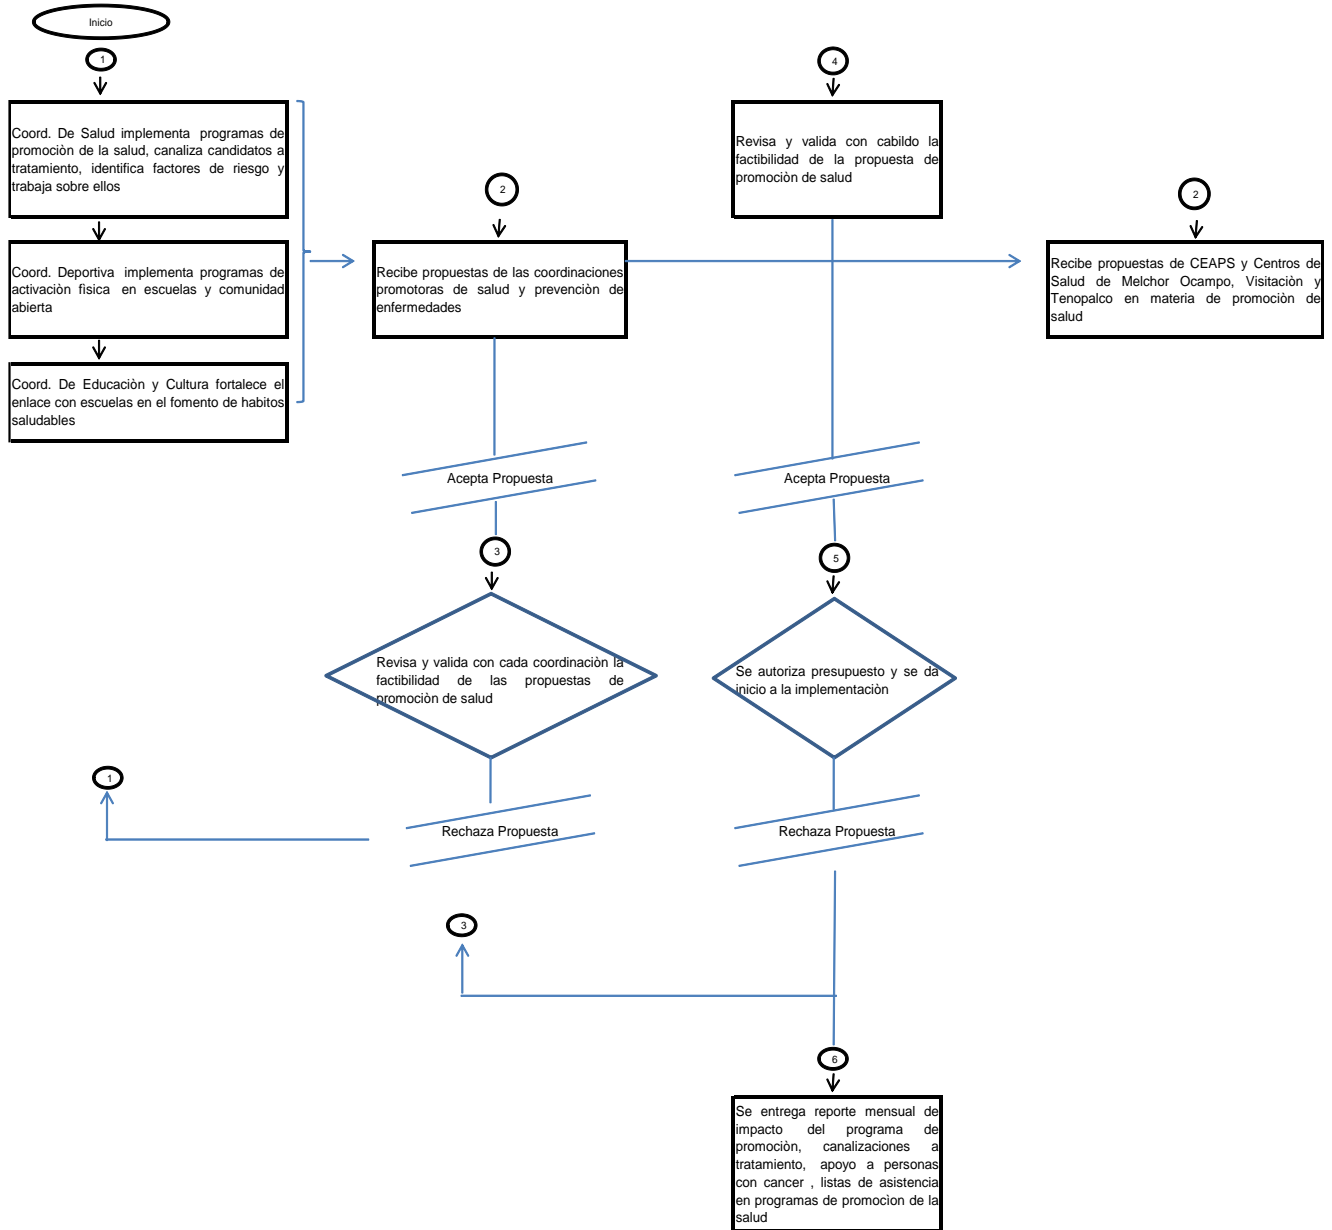 Inicio
1
Coord. De Salud implementa programas de
promociòn de la salud, canaliza candidatos a
tratamiento, identifica factores de riesgo y
trabaja sobre ellos
Coord. Deportiva implementa programas de
activaciòn fisica en escuelas y comunidad
abierta
Coord. De Educaciòn y Cultura fortalece el
enlace con escuelas en el fomento de habitos
saludables
2
Recibe propuestas de las coordinaciones
promotoras de salud y prevenciòn de
enfermedades
4
Revisa y valida con cabildo la
factibilidad de la propuesta de
promociòn de salud
2
Recibe propuestas de CEAPS y Centros de
Salud de Melchor Ocampo, Visitaciòn y
Tenopalco en materia de promociòn de
salud
Acepta Propuesta
Acepta Propuesta
3
5
Revisa y valida con cada coordinaciòn la
factibilidad de las propuestas de
promociòn de salud
Se autoriza presupuesto y se da
inicio a la implementaciòn
1
Rechaza Propuesta
Rechaza Propuesta
3
6
Se entrega reporte mensual de
impacto del programa de
promociòn, canalizaciones a
tratamiento, apoyo a personas
con cancer , listas de asistencia
en programas de promocion de la
salud